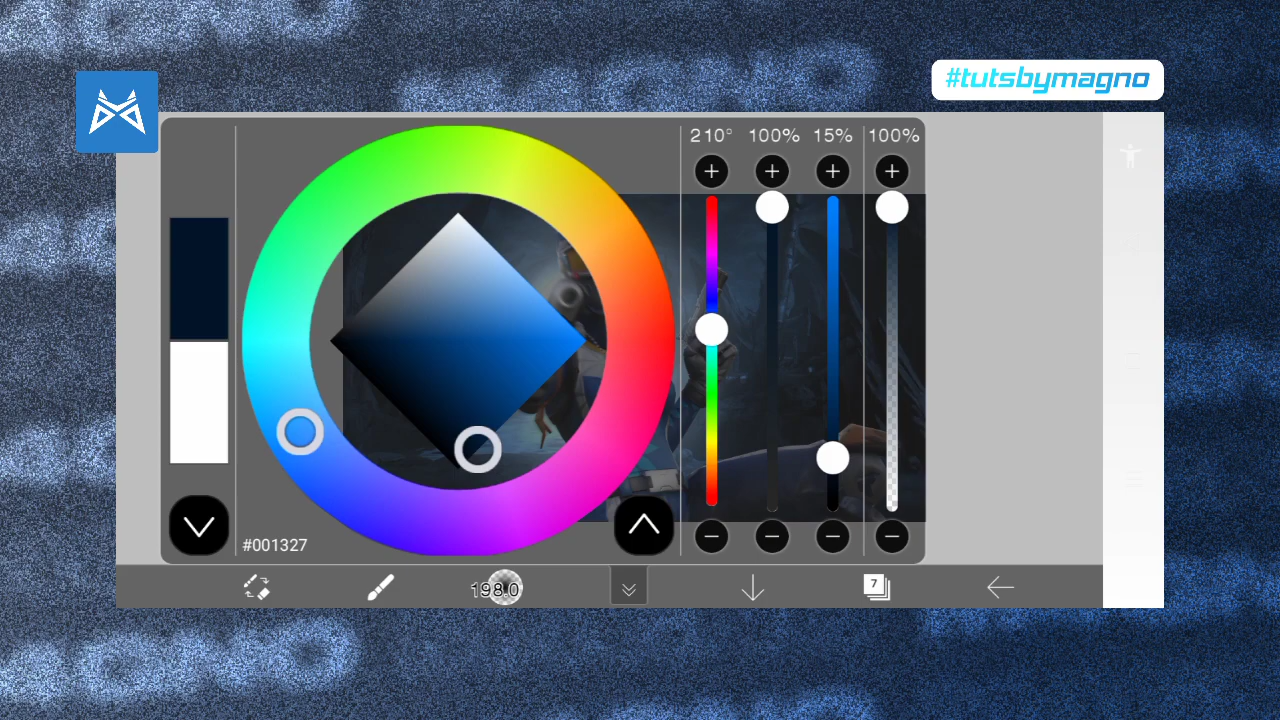 #tutsbymagno
210° 100% 15% 100%
#001327
198.0
7